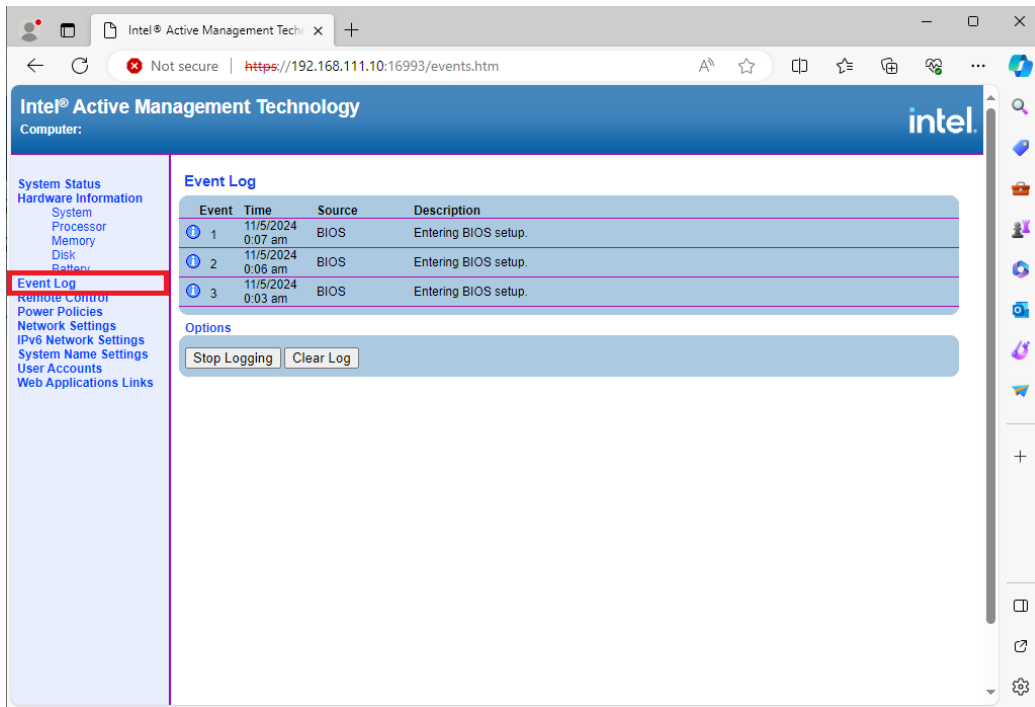 Intel® Active Management Tech
Not secure | https://192.168.111.10:16993/events.htm
Intel® Active Management Technology
Computer:
intel.
System Status
Hardware Information
System
Processor
Memory
Disk
Battery
Event Log
Remote Control
Power Policies
Network Settings
IPv6 Network Settings
System Name Settings
User Accounts
Web Applications Links
Event Log
Event Time Source Description
1 11/5/2024 0:07 am BIOS Entering BIOS setup.
2 11/5/2024 0:06 am BIOS Entering BIOS setup.
3 11/5/2024 0:03 am BIOS Entering BIOS setup.
Options
Stop Logging Clear Log